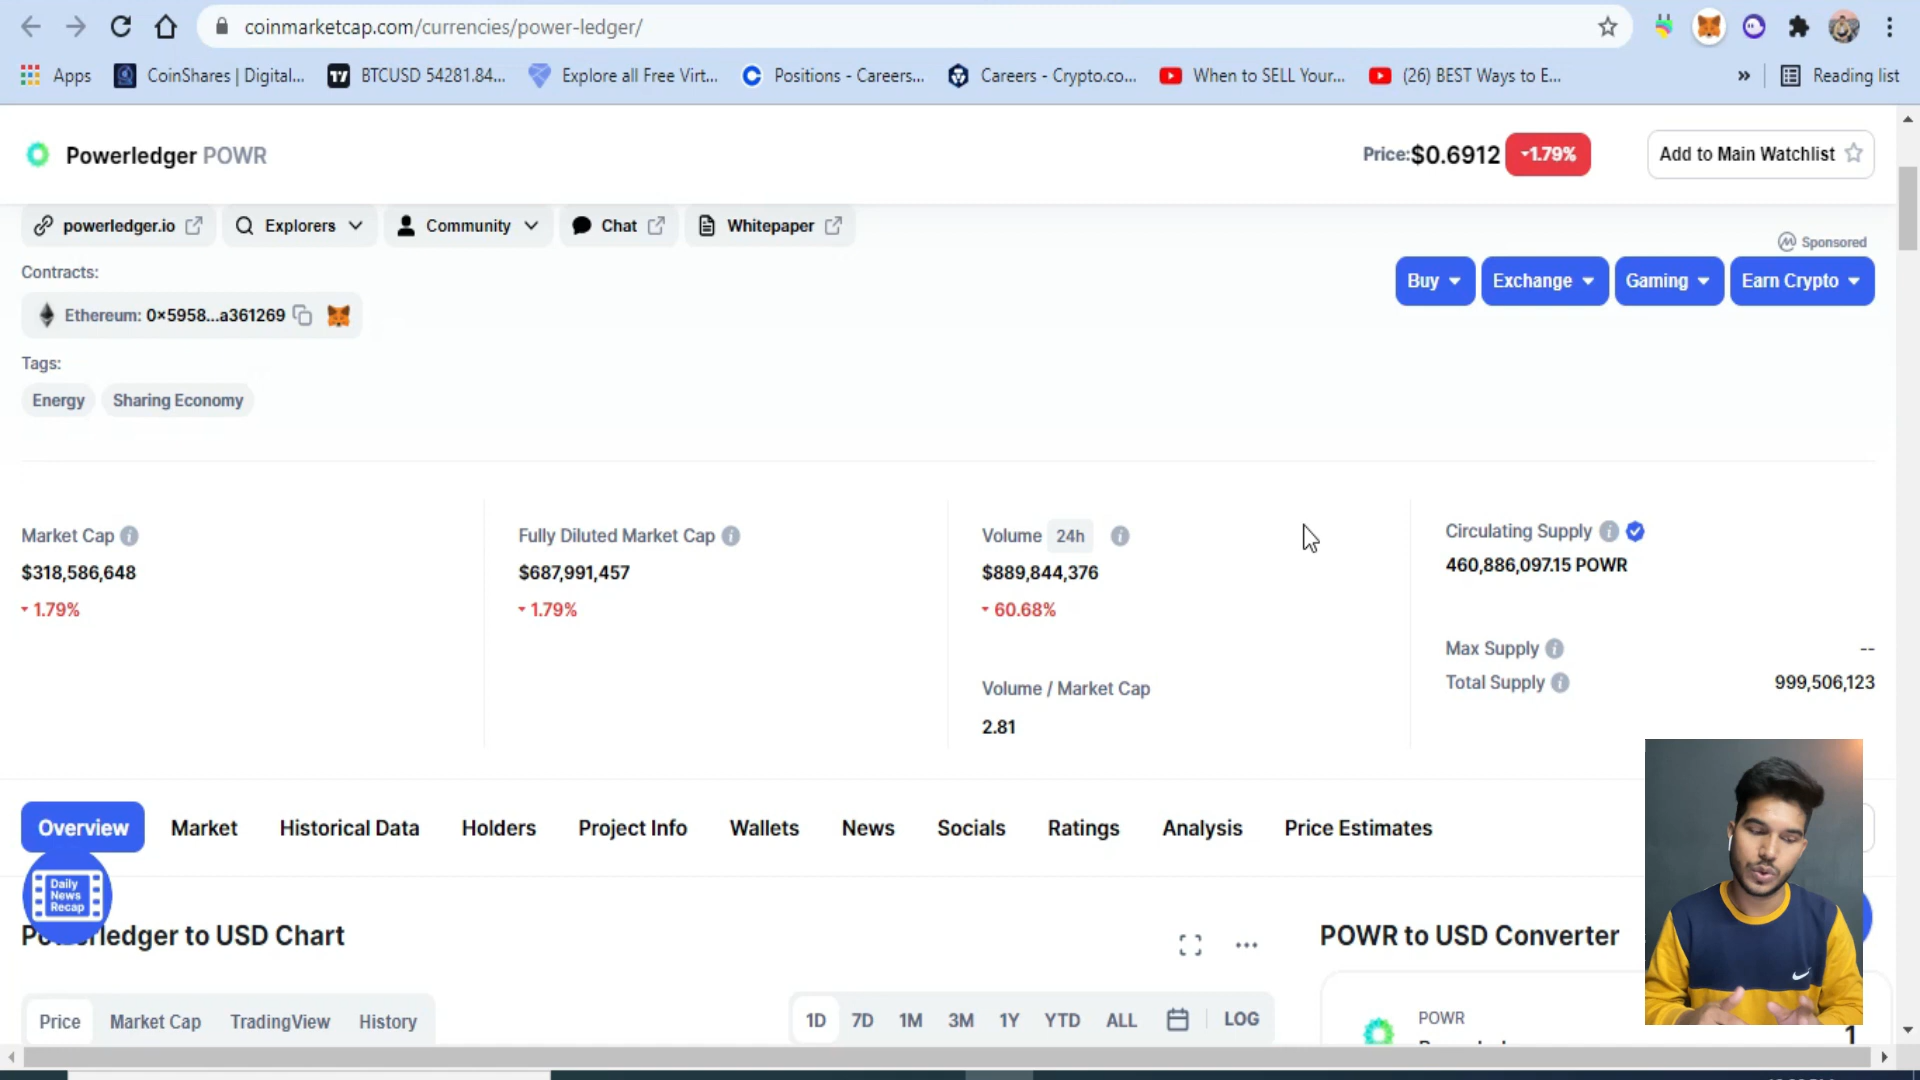 coinmarketcap.com/currencies/power-ledger/
Apps
CoinShares | Digital...
BTCUSD 54281.84...
Explore all Free Virt...
Positions - Careers...
Careers - Crypto.co...
When to SELL Your...
(26) BEST Ways to E...
»
Reading list
Powerledger POWR
Price:$0.6912
1.79%
Add to Main Watchlist
powerledger.io
Explorers
Community
Chat
Whitepaper
Sponsored
Contracts:
Buy
Exchange
Gaming
Earn Crypto
Ethereum: 0×5958...a361269
Tags:
Energy
Sharing Economy
Market Cap
$318,586,648
1.79%
Fully Diluted Market Cap
$687,991,457
1.79%
Volume 24h
$889,844,376
60.68%
Volume / Market Cap
2.81
Circulating Supply
460,886,097.15 POWR
Max Supply --
Total Supply 999,506,123
Overview
Market
Historical Data
Holders
Project Info
Wallets
News
Socials
Ratings
Analysis
Price Estimates
Daily
News
Recap
ledger to USD Chart
POWR to USD Converter
Price
Market Cap
TradingView
History
1D
7D
1M
3M
1Y
YTD
ALL
LOG
POWR
1